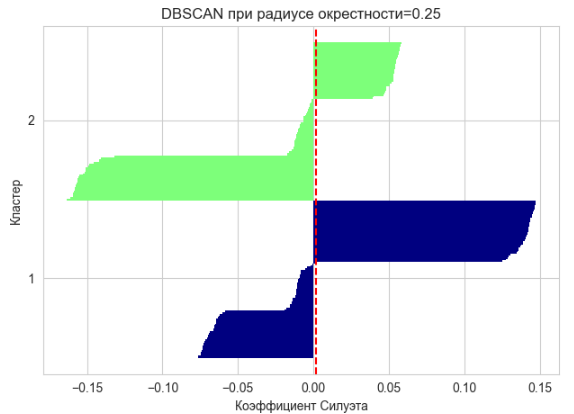 DBSCAN при радиусе окрестности=0.25
Кластер
2
1
−0.15 −0.10 −0.05 0.00 0.05 0.10 0.15
Коэффициент Силуэта